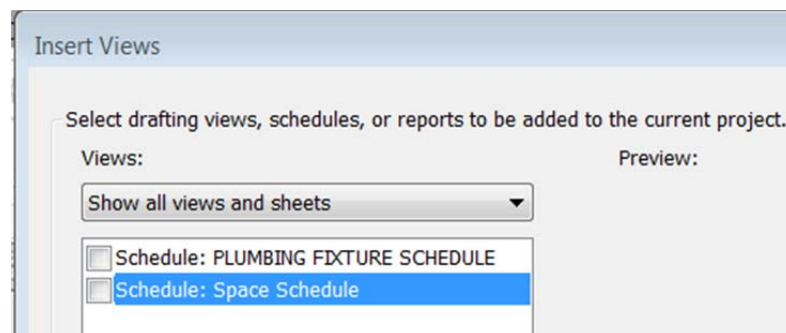 Insert Views
Select drafting views, schedules, or reports to be added to the current project.
Views:
Preview:
Show all views and sheets
Schedule: PLUMBING FIXTURE SCHEDULE
Schedule: Space Schedule